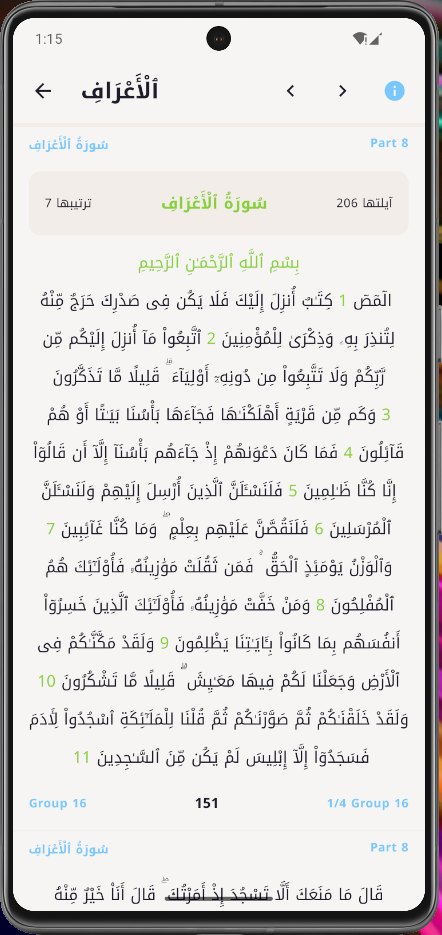 1:15
ٱلْأَعْرَافِ
سُورَةُ ٱلْأَعْرَافِ Part 8
آيلتها 206 سُورَةُ ٱلْأَعْرَافِ ترتيبها 7
بِسْمِ ٱللَّهِ ٱلرَّحْمَـٰنِ ٱلرَّحِيمِ
الٓمٓصٓ 1 كِتَـٰبٌ أُنزِلَ إِلَيْكَ فَلَا يَكُن فِى صَدْرِكَ حَرَجٌ مِّنْهُ
لِتُنذِرَ بِهِۦ وَذِكْرَىٰ لِلْمُؤْمِنِينَ 2 ٱتَّبِعُوا۟ مَآ أُنزِلَ إِلَيْكُم مِّن
رَّبِّكُمْ وَلَا تَتَّبِعُوا۟ مِن دُونِهِۦٓ أَوْلِيَآءَ ۗ قَلِيلًا مَّا تَذَكَّرُونَ
3 وَكَم مِّن قَرْيَةٍ أَهْلَكْنَـٰهَا فَجَآءَهَا بَأْسُنَا بَيَـٰتًا أَوْ هُمْ
قَآئِلُونَ 4 فَمَا كَانَ دَعْوَىٰهُمْ إِذْ جَآءَهُم بَأْسُنَآ إِلَّآ أَن قَالُوٓا۟
إِنَّا كُنَّا ظَـٰلِمِينَ 5 فَلَنَسْـَٔلَنَّ ٱلَّذِينَ أُرْسِلَ إِلَيْهِمْ وَلَنَسْـَٔلَنَّ
ٱلْمُرْسَلِينَ 6 فَلَنَقُصَّنَّ عَلَيْهِم بِعِلْمٍ ۖ وَمَا كُنَّا غَآئِبِينَ 7
وَٱلْوَزْنُ يَوْمَئِذٍ ٱلْحَقُّ ۚ فَمَن ثَقُلَتْ مَوَٰزِينُهُۥ فَأُو۟لَـٰٓئِكَ هُمُ
ٱلْمُفْلِحُونَ 8 وَمَنْ خَفَّتْ مَوَٰزِينُهُۥ فَأُو۟لَـٰٓئِكَ ٱلَّذِينَ خَسِرُوٓا۟
أَنفُسَهُم بِمَا كَانُوا۟ بِـَٔايَـٰتِنَا يَظْلِمُونَ 9 وَلَقَدْ مَكَّنَّـٰكُمْ فِى
ٱلْأَرْضِ وَجَعَلْنَا لَكُمْ فِيهَا مَعَـٰيِشَ ۗ قَلِيلًا مَّا تَشْكُرُونَ 10
وَلَقَدْ خَلَقْنَـٰكُمْ ثُمَّ صَوَّرْنَـٰكُمْ ثُمَّ قُلْنَا لِلْمَلَـٰٓئِكَةِ ٱسْجُدُوا۟ لِـَٔادَمَ
فَسَجَدُوٓا۟ إِلَّآ إِبْلِيسَ لَمْ يَكُن مِّنَ ٱلسَّـٰجِدِينَ 11
Group 16 151 1/4 Group 16
سُورَةُ ٱلْأَعْرَافِ Part 8
قَالَ مَا مَنَعَكَ أَلَّا تَسْجُدَ إِذْ أَمَرْتُكَ ۖ قَالَ أَنَا۠ خَيْرٌ مِّنْهُ